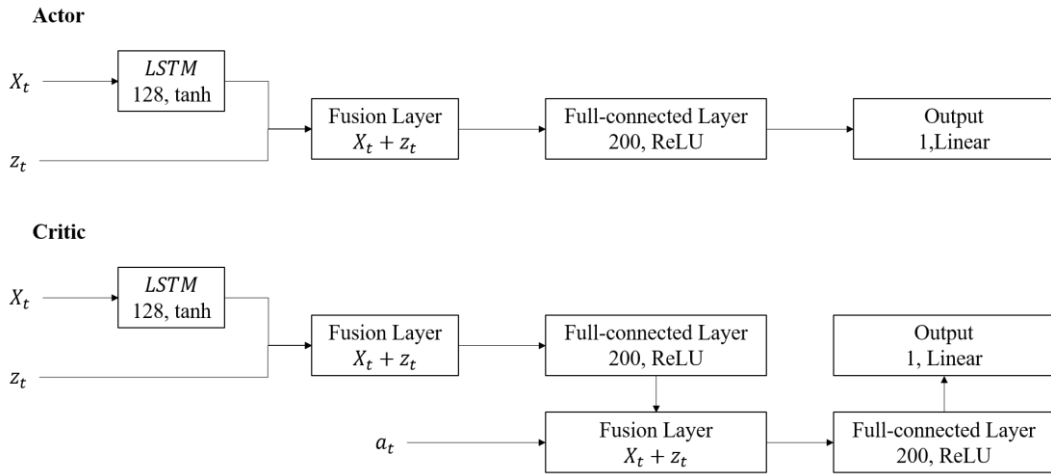 Actor
X_t
LSTM
128, tanh
z_t
Fusion Layer
X_t + z_t
Full-connected Layer
200, ReLU
Output
1,Linear
Critic
X_t
LSTM
128, tanh
z_t
Fusion Layer
X_t + z_t
Full-connected Layer
200, ReLU
Output
1, Linear
a_t
Fusion Layer
X_t + z_t
Full-connected Layer
200, ReLU